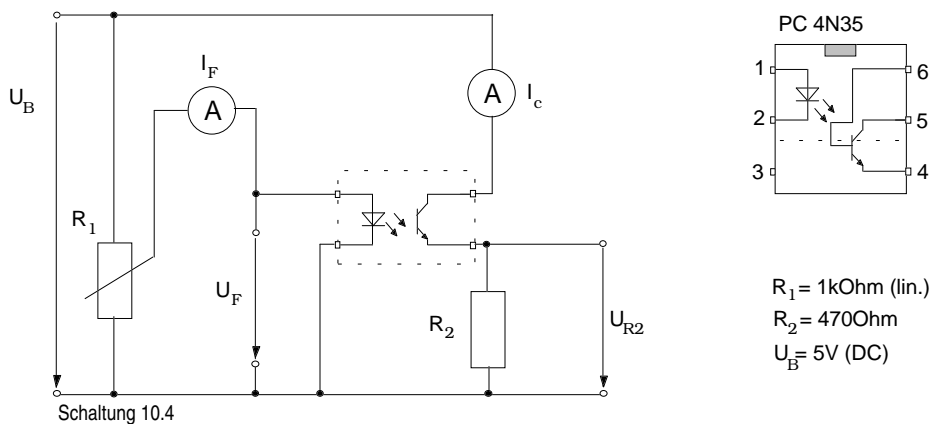 U_B
I_F
A
A
I_c
R_1
U_F
R_2
U_R2
Schaltung 10.4
PC 4N35
1
6
2
5
3
4
R_1= 1kOhm (lin.)
R_2= 470Ohm
U_B= 5V (DC)